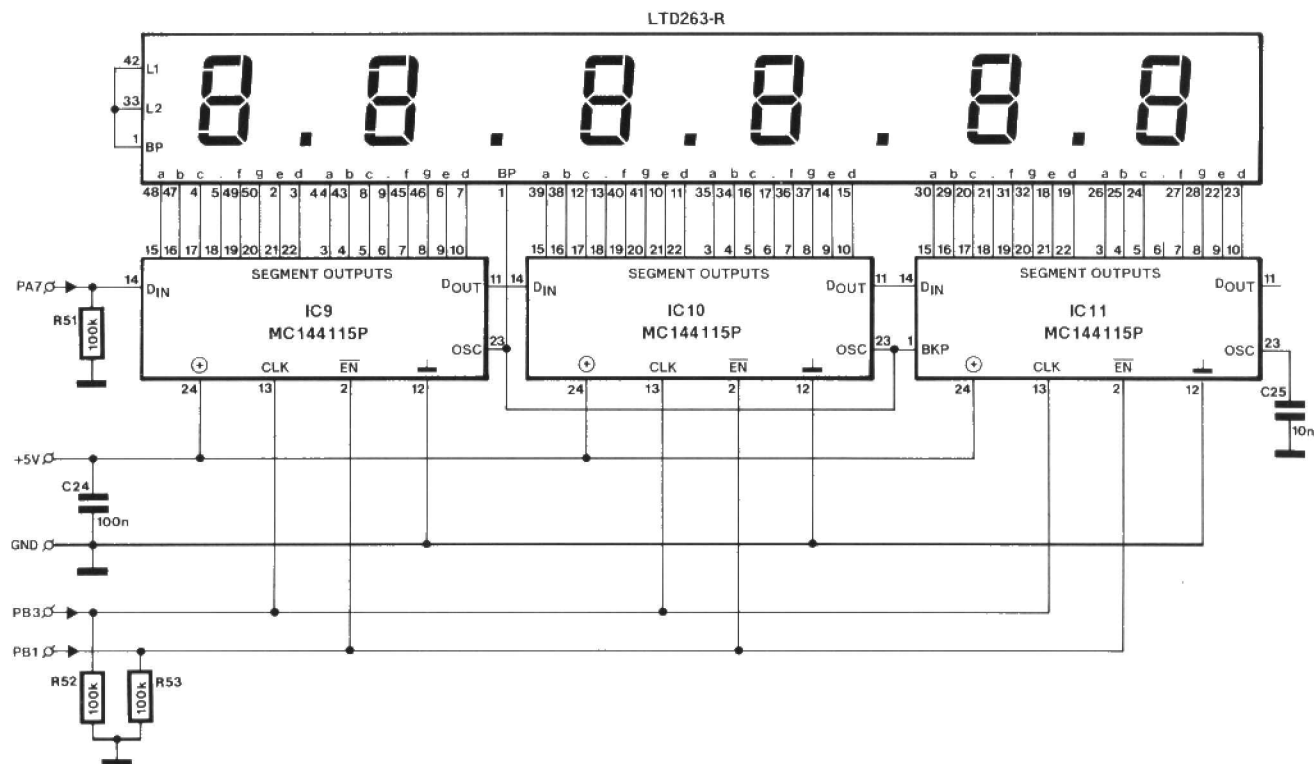 LTD263-R
42 L1
33 L2
1 BP
a b c . f g e d a b c . f g e d BP a b c . f g e d a b c . f g e d a b c . f g e d a b c . f g e d
48 47 4 5 49 50 2 3 44 43 8 9 45 46 6 7 1 39 38 12 13 40 41 10 11 35 34 16 17 36 37 14 15 30 29 20 21 31 32 18 19 26 25 24 27 28 22 23
15 16 17 18 19 20 21 22 3 4 5 6 7 8 9 10 15 16 17 18 19 20 21 22 3 4 5 6 7 8 9 10 15 16 17 18 19 20 21 22 3 4 5 6 7 8 9 10
SEGMENT OUTPUTS SEGMENT OUTPUTS SEGMENT OUTPUTS
PA7 14 DIN DOUT 11 14 DIN DOUT 11 14 DIN DOUT 11
IC9 IC10 IC11
R51 100k MC144115P MC144115P MC144115P
OSC 23 OSC 23 1 BKP OSC 23
+ CLK EN ⊥ + CLK EN ⊥ + CLK EN ⊥
24 13 2 12 24 13 2 12 24 13 2 12
C25
10n
+5V
C24
100n
GND
PB3
PB1
R52 100k 100k R53